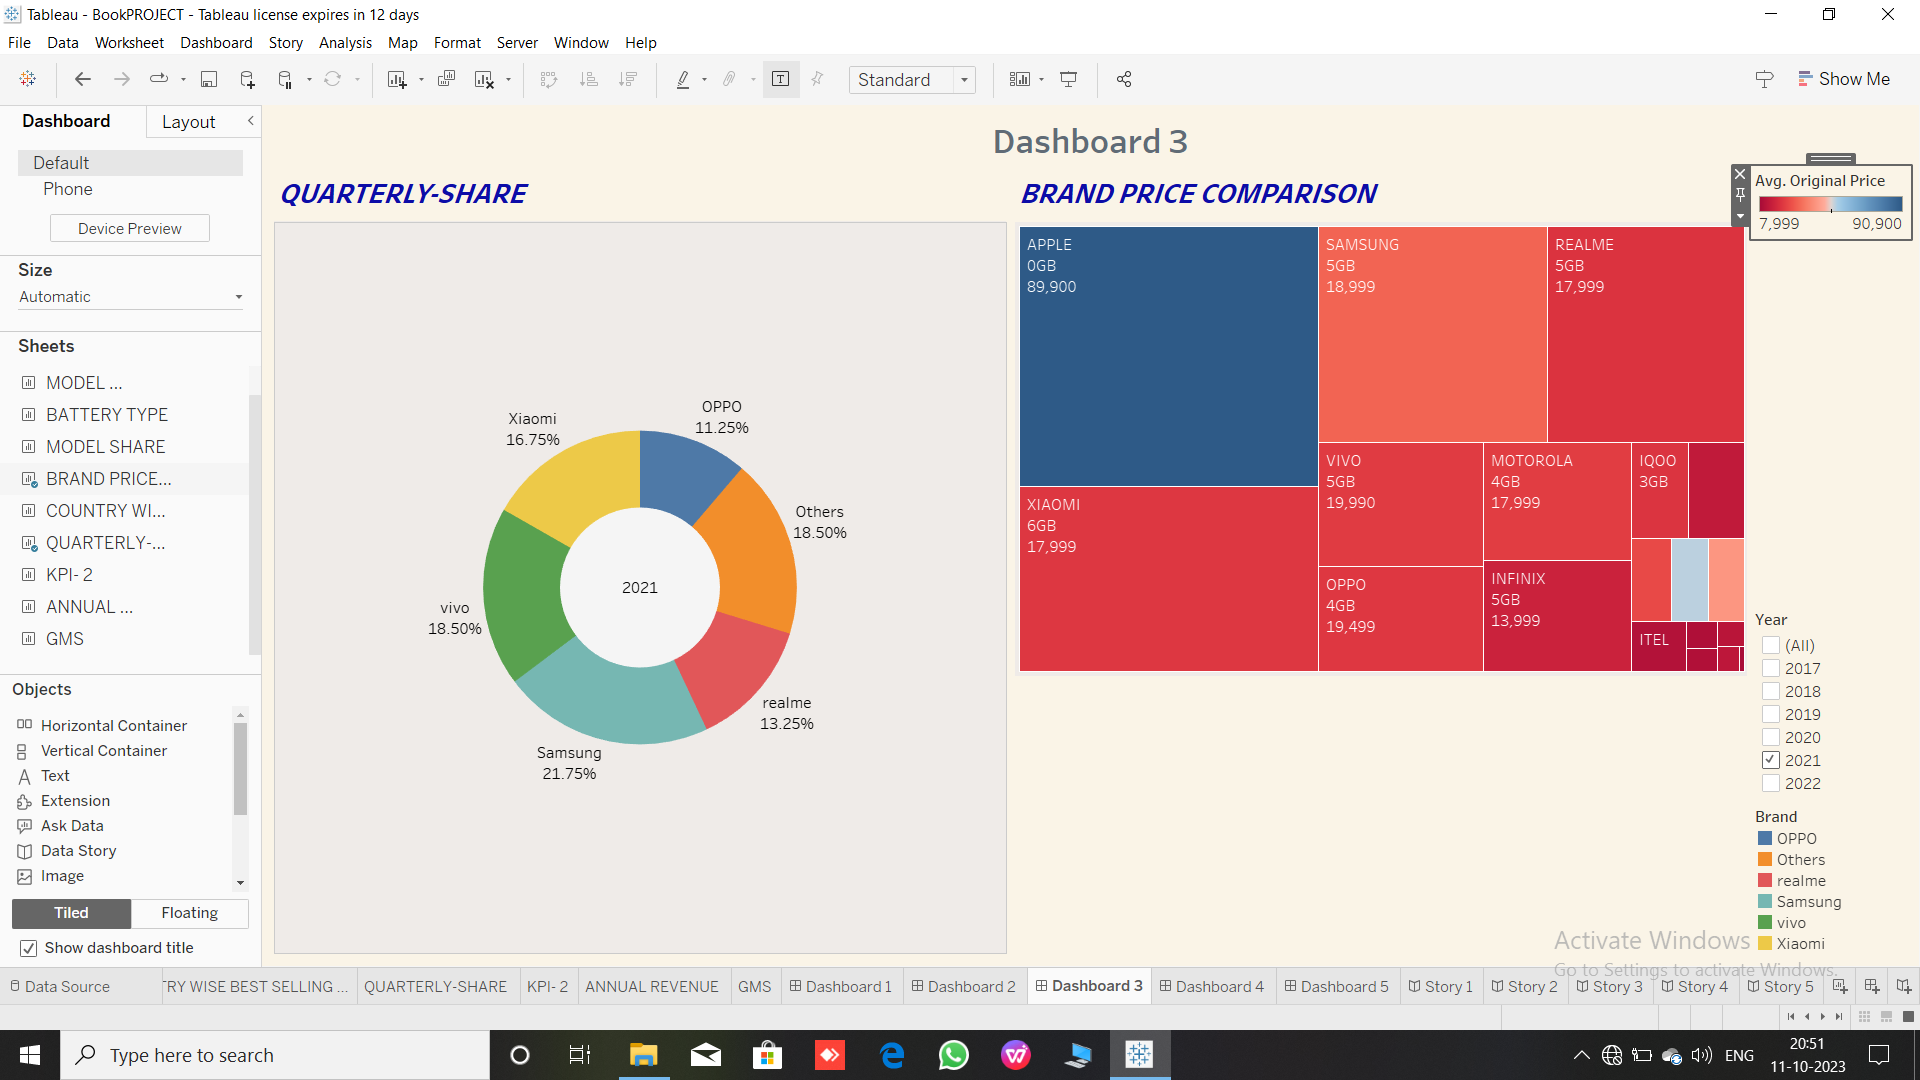 Tableau - BookPROJECT - Tableau license expires in 12 days
File Data Worksheet Dashboard Story Analysis Map Format Server Window Help
Standard
Show Me
Dashboard
Layout
Default
Phone
Device Preview
Size
Automatic
Sheets
MODEL ...
BATTERY TYPE
MODEL SHARE
BRAND PRICE...
COUNTRY WI...
QUARTERLY-...
KPI- 2
ANNUAL ...
GMS
Objects
Horizontal Container
Vertical Container
Text
Extension
Ask Data
Data Story
Image
Tiled
Floating
Show dashboard title
Dashboard 3
QUARTERLY-SHARE
OPPO
11.25%
Others
18.50%
realme
13.25%
Samsung
21.75%
vivo
18.50%
Xiaomi
16.75%
2021
BRAND PRICE COMPARISON
APPLE
0GB
89,900
SAMSUNG
5GB
18,999
REALME
5GB
17,999
XIAOMI
6GB
17,999
VIVO
5GB
19,990
MOTOROLA
4GB
17,999
IQOO
3GB
OPPO
4GB
19,499
INFINIX
5GB
13,999
ITEL
Avg. Original Price
7,999 90,900
Year
(All)
2017
2018
2019
2020
2021
2022
Brand
OPPO
Others
realme
Samsung
vivo
Xiaomi
Activate Windows
Go to Settings to activate Windows.
Data Source
TRY WISE BEST SELLING ...
QUARTERLY-SHARE
KPI- 2
ANNUAL REVENUE
GMS
Dashboard 1
Dashboard 2
Dashboard 3
Dashboard 4
Dashboard 5
Story 1
Story 2
Story 3
Story 4
Story 5
Type here to search
ENG
20:51
11-10-2023